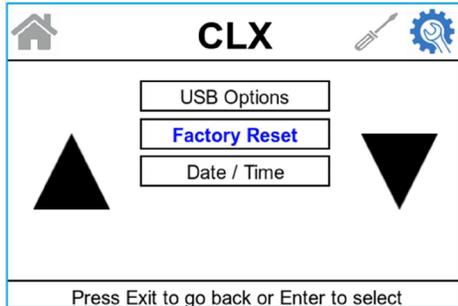 CLX
USB Options
Factory Reset
Date / Time
Press Exit to go back or Enter to select